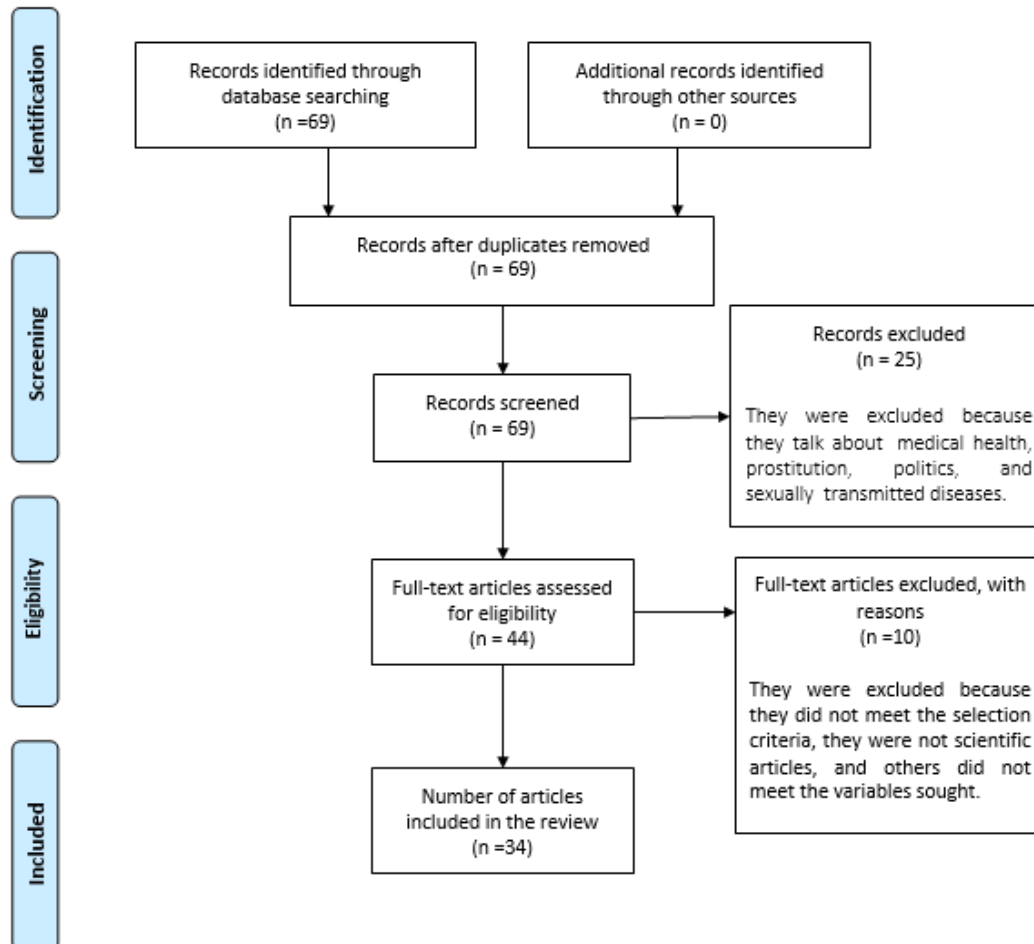 Identification
Records identified through
database searching
(n =69)
Additional records identified
through other sources
(n = 0)
Records after duplicates removed
(n = 69)
Screening
Records screened
(n = 69)
Records excluded
(n = 25)
They were excluded because
they talk about medical health,
prostitution, politics, and
sexually transmitted diseases.
Eligibility
Full-text articles assessed
for eligibility
(n = 44)
Full-text articles excluded, with
reasons
(n =10)
They were excluded because
they did not meet the selection
criteria, they were not scientific
articles, and others did not
meet the variables sought.
Included
Number of articles
included in the review
(n =34)